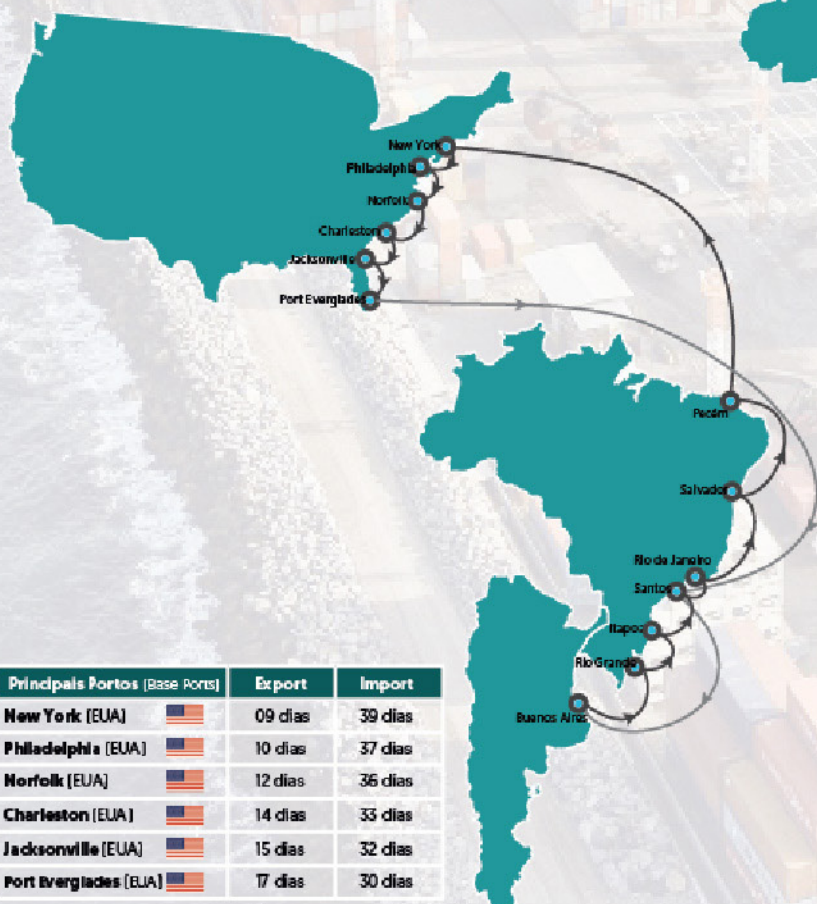 New York
Philadelphia
Norfolk
Charleston
Jacksonville
Port Everglades
Pecém
Salvador
Rio de Janeiro
Santos
Itapoá
Rio Grande
Buenos Aires
Principais Portos (Base Ports) Export Import
New York (EUA) 09 dias 39 dias
Philadelphia (EUA) 10 dias 37 dias
Norfolk (EUA) 12 dias 36 dias
Charleston (EUA) 14 dias 33 dias
Jacksonville (EUA) 15 dias 32 dias
Port Everglades (EUA) 17 dias 30 dias